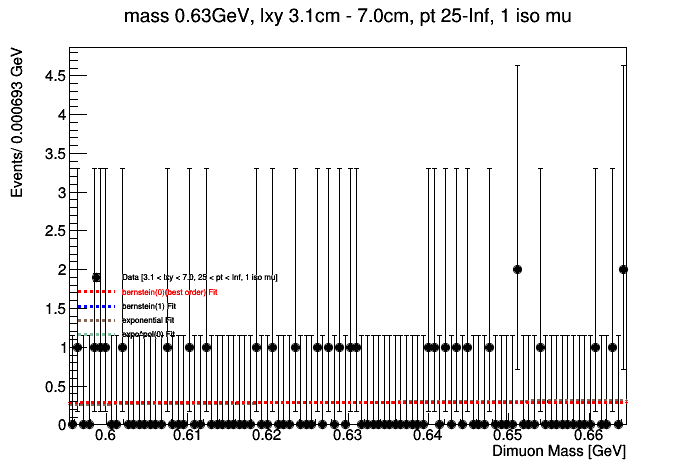 mass 0.63GeV, lxy 3.1cm - 7.0cm, pt 25-Inf, 1 iso mu
Events/ 0.000693 GeV
4.5
4
3.5
3
2.5
2
1.5
1
0.5
0
Data [3.1 < lxy < 7.0, 25 < pt < Inf, 1 iso mu]
bernstein(0)(best order) Fit
bernstein(1) Fit
exponential Fit
expo*pol(0) Fit
0.6 0.61 0.62 0.63 0.64 0.65 0.66
Dimuon Mass [GeV]